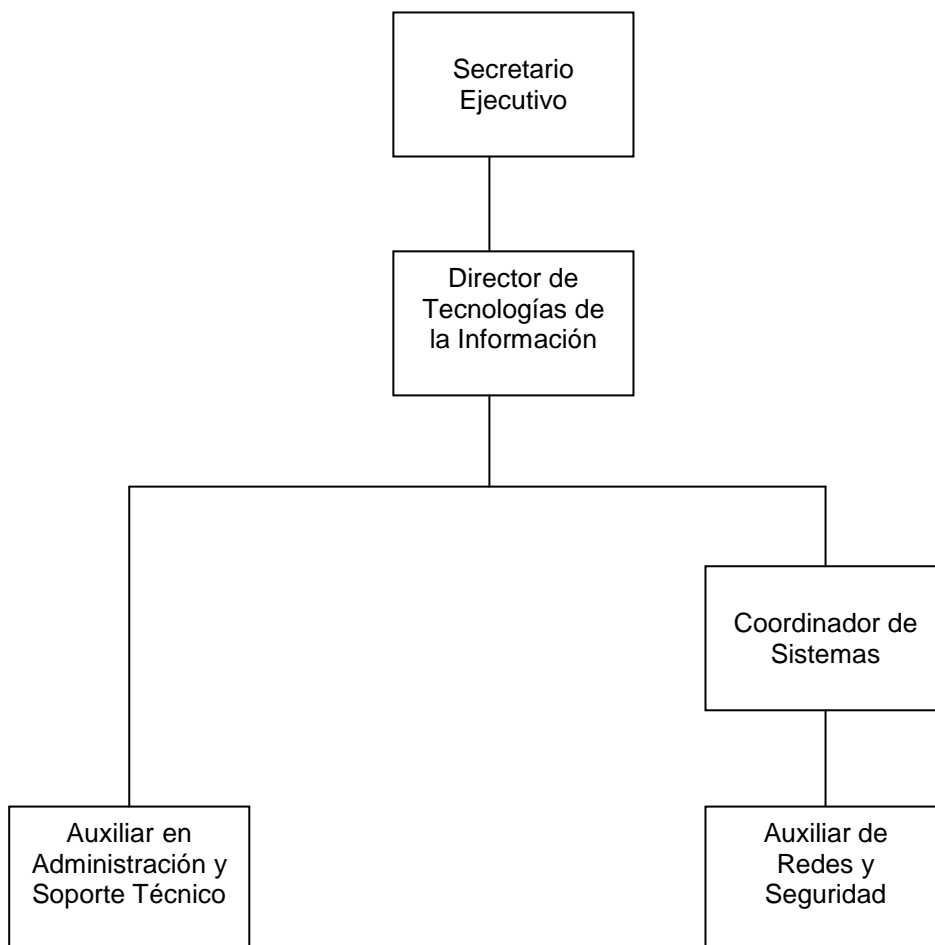 Secretario
Ejecutivo
Director de
Tecnologías de
la Información
Coordinador de
Sistemas
Auxiliar en
Administración y
Soporte Técnico
Auxiliar de
Redes y
Seguridad